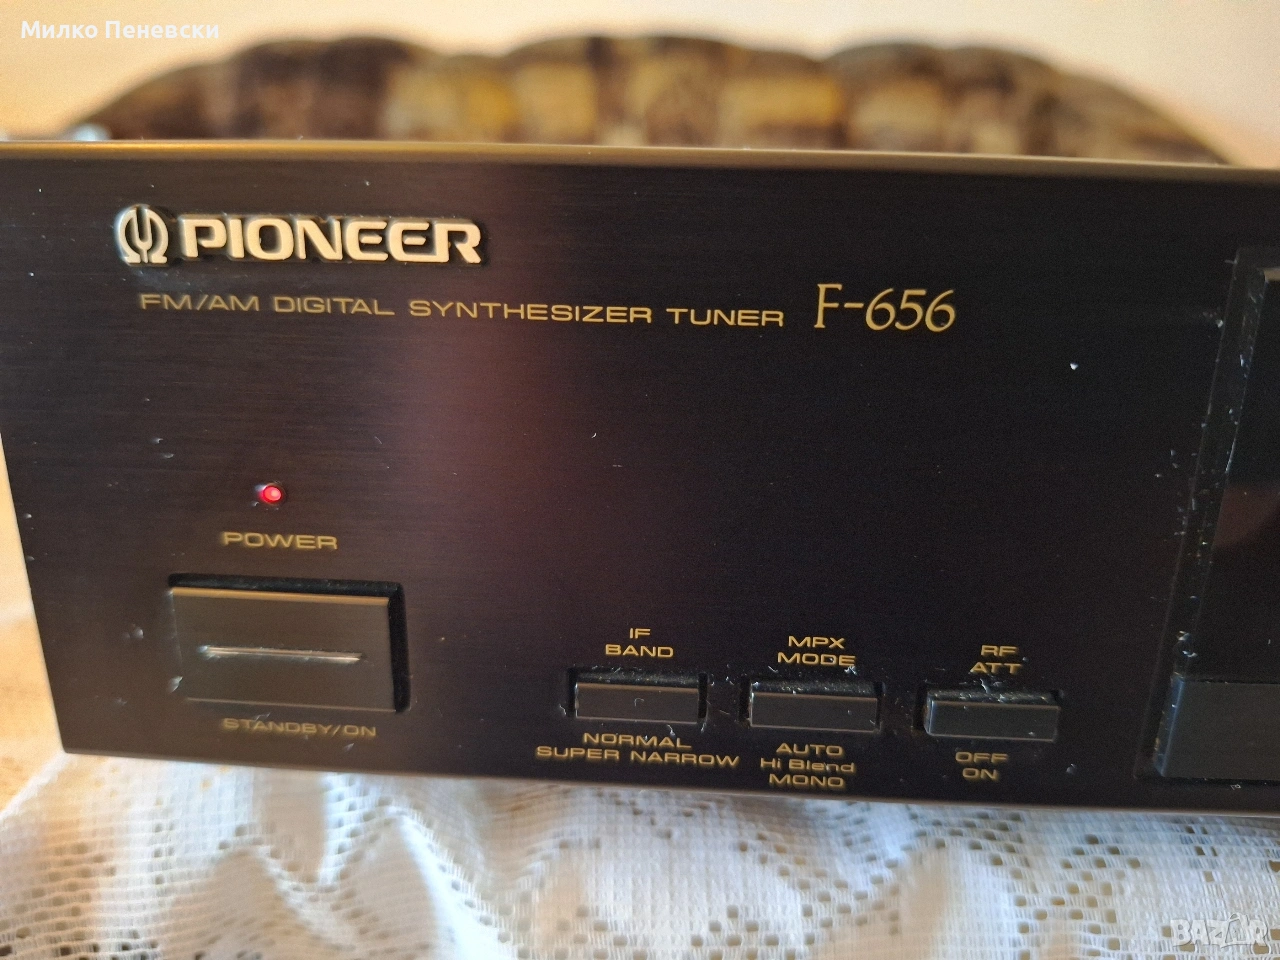 Милко Пеневски
PIONEER
FM/AM DIGITAL SYNTHESIZER TUNER F-656
POWER
STANDBY/ON
IF
BAND
NORMAL
SUPER NARROW
MPX
MODE
AUTO
Hi Blend
MONO
RF
ATT
OFF
ON
BAZAR